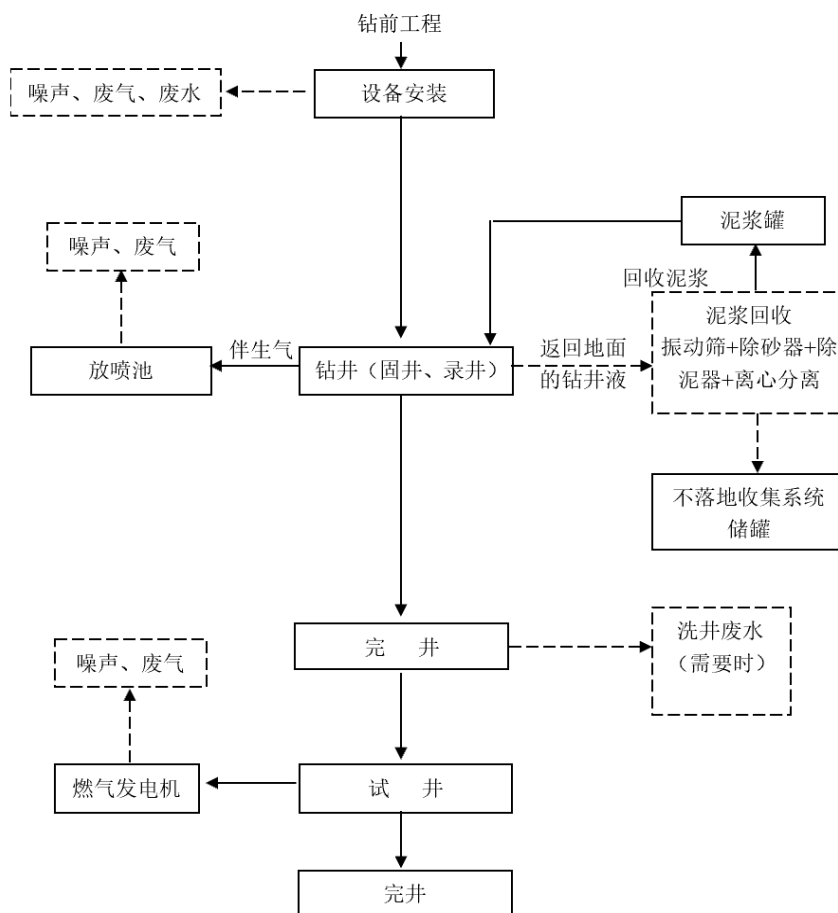 钻前工程
噪声、废气、废水
设备安装
泥浆罐
噪声、废气
回收泥浆
泥浆回收
振动筛+除砂器+除
泥器+离心分离
放喷池
伴生气
钻井（固井、录井）
返回地面
的钻井液
不落地收集系统
储罐
完 井
洗井废水
（需要时）
噪声、废气
燃气发电机
试 井
完井